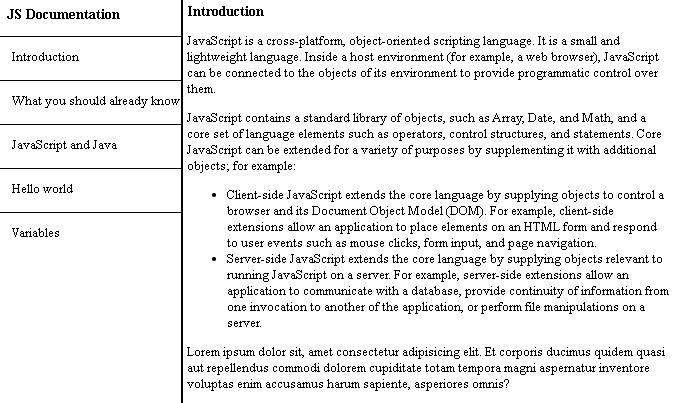 JS Documentation
Introduction
What you should already know
JavaScript and Java
Hello world
Variables
Introduction
JavaScript is a cross-platform, object-oriented scripting language. It is a small and
lightweight language. Inside a host environment (for example, a web browser), JavaScript
can be connected to the objects of its environment to provide programmatic control over
them.
JavaScript contains a standard library of objects, such as Array, Date, and Math, and a
core set of language elements such as operators, control structures, and statements. Core
JavaScript can be extended for a variety of purposes by supplementing it with additional
objects; for example:
• Client-side JavaScript extends the core language by supplying objects to control a
browser and its Document Object Model (DOM). For example, client-side
extensions allow an application to place elements on an HTML form and respond
to user events such as mouse clicks, form input, and page navigation.
• Server-side JavaScript extends the core language by supplying objects relevant to
running JavaScript on a server. For example, server-side extensions allow an
application to communicate with a database, provide continuity of information from
one invocation to another of the application, or perform file manipulations on a
server.
Lorem ipsum dolor sit, amet consectetur adipisicing elit. Et corporis ducimus quidem quasi
aut repellendus commodi dolorem cupiditate totam tempora magni aspernatur inventore
voluptas enim accusamus harum sapiente, asperiores omnis?